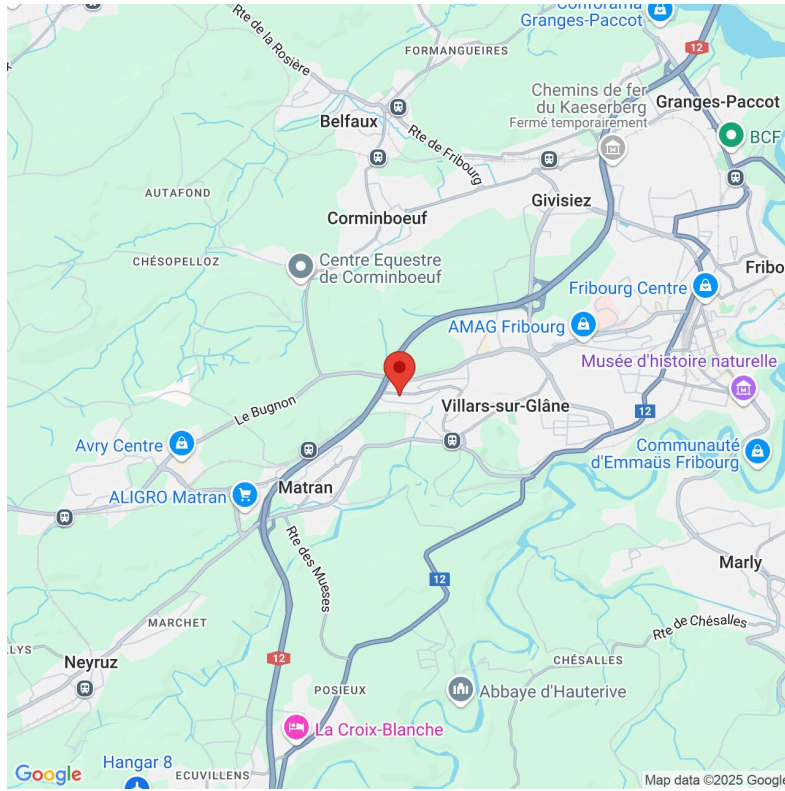 Conforama
Granges-Paccot
12
Rte de la Rosière
FORMANGUEIRES
Chemins de fer
du Kaeserberg
Fermé temporairement
Granges-Paccot
Belfaux
Rte de Fribourg
BCF
AUTAFOND
Givisiez
Corminboeuf
CHÉSOPELLOZ
Centre Equestre
de Corminboeuf
Fribo
Fribourg Centre
AMAG Fribourg
Musée d'histoire naturelle
Le Bugnon
Villars-sur-Glâne
12
Avry Centre
Communauté
d'Emmaüs Fribourg
Matran
ALIGRO Matran
Rte des Mueses
Marly
12
MARCHET
Rte de Chésalles
LYS
Neyruz
12
CHÉSALLES
POSIEUX
Abbaye d'Hauterive
La Croix-Blanche
Hangar 8
Google
ECUVILLENS
Map data ©2025 Google